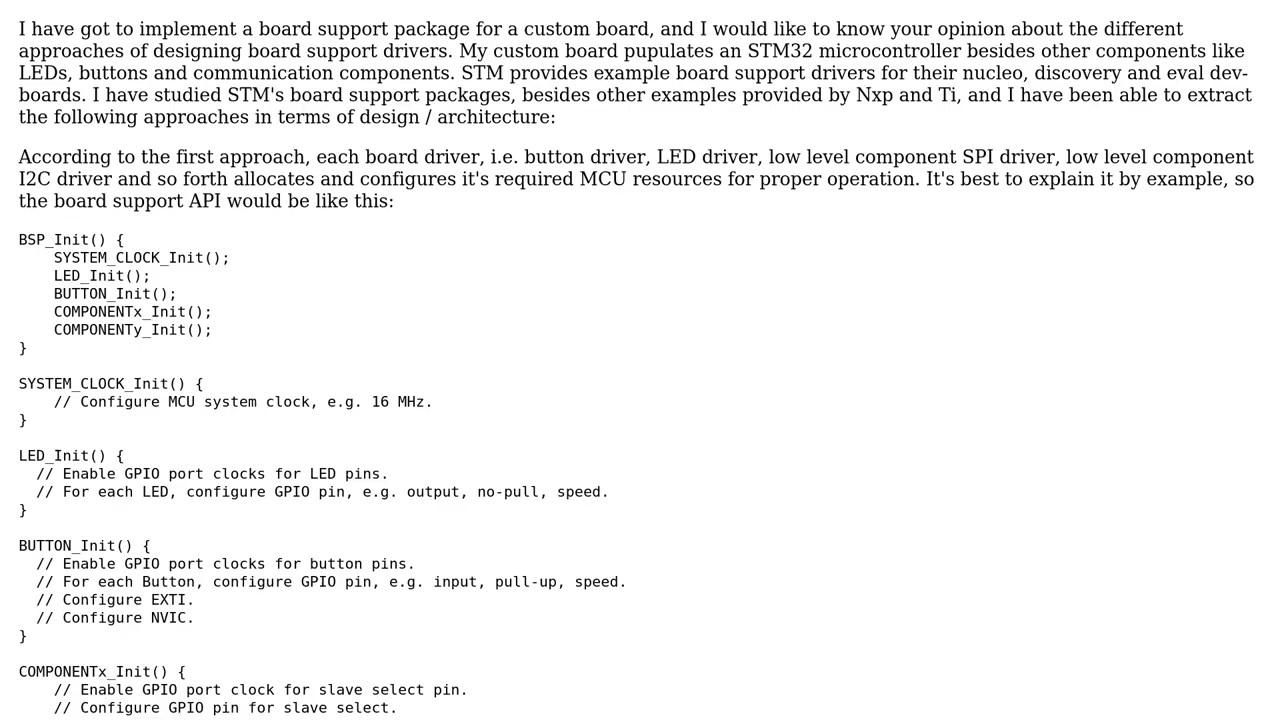 I have got to implement a board support package for a custom board, and I would like to know your opinion about the different
approaches of designing board support drivers. My custom board pupulates an STM32 microcontroller besides other components like
LEDs, buttons and communication components. STM provides example board support drivers for their nucleo, discovery and eval dev-
boards. I have studied STM's board support packages, besides other examples provided by Nxp and Ti, and I have been able to extract
the following approaches in terms of design / architecture:

According to the first approach, each board driver, i.e. button driver, LED driver, low level component SPI driver, low level component
I2C driver and so forth allocates and configures it's required MCU resources for proper operation. It's best to explain it by example, so
the board support API would be like this:

BSP_Init() {
    SYSTEM_CLOCK_Init();
    LED_Init();
    BUTTON_Init();
    COMPONENTx_Init();
    COMPONENTy_Init();
}

SYSTEM_CLOCK_Init() {
    // Configure MCU system clock, e.g. 16 MHz.
}

LED_Init() {
  // Enable GPIO port clocks for LED pins.
  // For each LED, configure GPIO pin, e.g. output, no-pull, speed.
}

BUTTON_Init() {
  // Enable GPIO port clocks for button pins.
  // For each Button, configure GPIO pin, e.g. input, pull-up, speed.
  // Configure EXTI.
  // Configure NVIC.
}

COMPONENTx_Init() {
    // Enable GPIO port clock for slave select pin.
    // Configure GPIO pin for slave select.